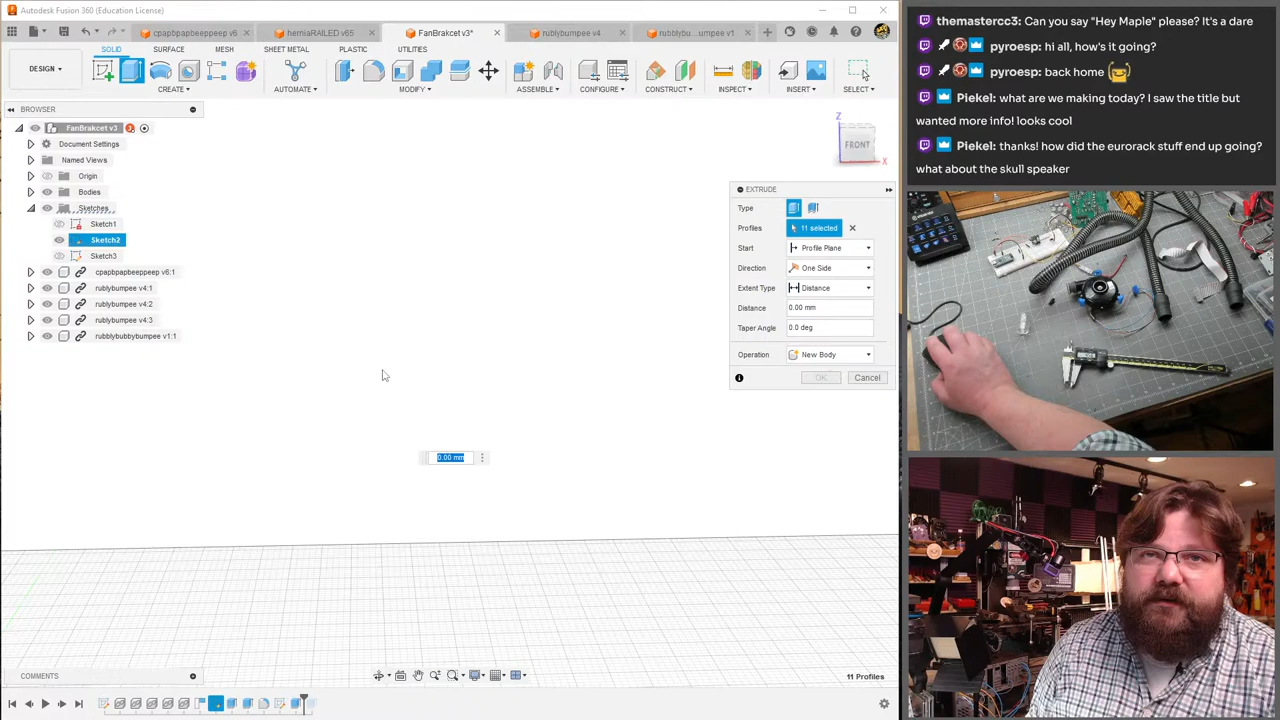 Autodesk Fusion 360 (Education License)
cpapbpapbeeppeep v6
herniaRAILED v65
FanBrakcet v3*
rublybumpee v4
rubblybu...umpee v1
SOLID
SURFACE
MESH
SHEET METAL
PLASTIC
UTILITIES
DESIGN
CREATE
AUTOMATE
MODIFY
ASSEMBLE
CONFIGURE
CONSTRUCT
INSPECT
INSERT
SELECT
BROWSER
FanBrakcet v3
Document Settings
Named Views
Origin
Bodies
Sketches
Sketch1
Sketch2
Sketch3
cpapbpapbeeppeep v6:1
rublybumpee v4:1
rublybumpee v4:2
rublybumpee v4:3
rubblybubbybumpee v1:1
Z
FRONT
X
EXTRUDE
Type
Profiles 11 selected
Start Profile Plane
Direction One Side
Extent Type Distance
Distance 0.00 mm
Taper Angle 0.0 deg
Operation New Body
OK Cancel
0.00 mm
COMMENTS
11 Profiles
themastercc3: Can you say "Hey Maple" please? It's a dare
pyroesp: hi all, how's it going?
pyroesp: back home
Piekel: what are we making today? I saw the title but
wanted more info! looks cool
Piekel: thanks! how did the eurorack stuff end up going?
what about the skull speaker